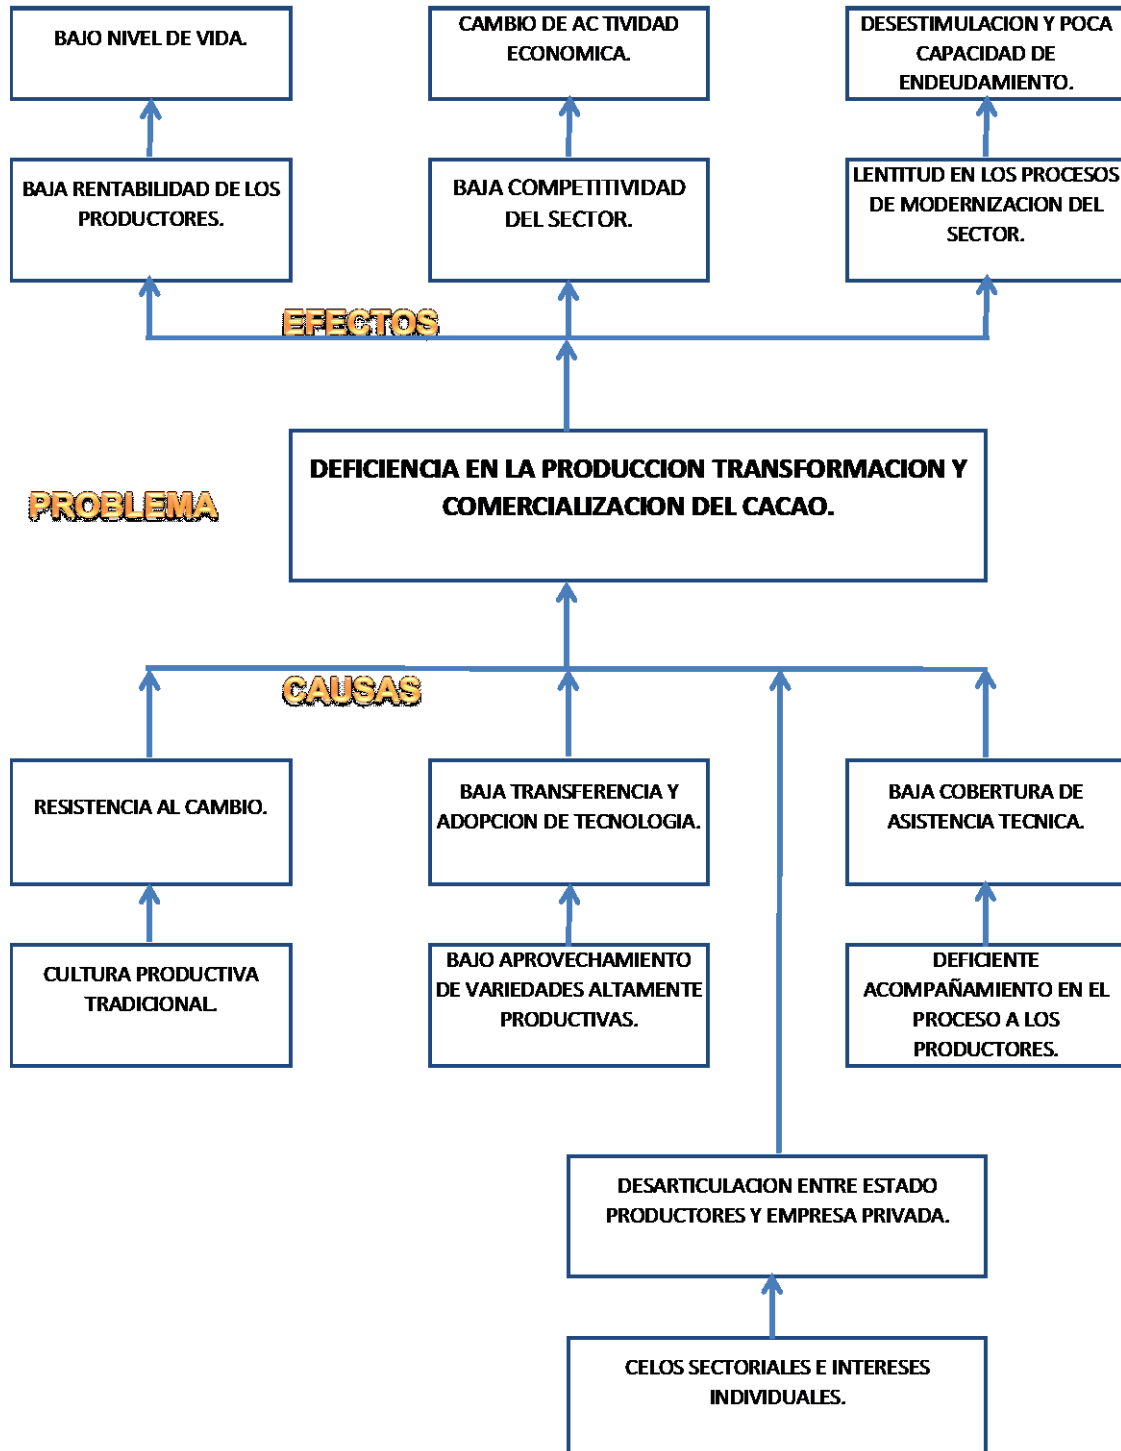 BAJO NIVEL DE VIDA.
CAMBIO DE AC TIVIDAD
ECONOMICA.
DESESTIMULACION Y POCA
CAPACIDAD DE
ENDEUDAMIENTO.
BAJA RENTABILIDAD DE LOS
PRODUCTORES.
BAJA COMPETITIVIDAD
DEL SECTOR.
LENTITUD EN LOS PROCESOS
DE MODERNIZACION DEL
SECTOR.
EFECTOS
DEFICIENCIA EN LA PRODUCCION TRANSFORMACION Y
COMERCIALIZACION DEL CACAO.
PROBLEMA
CAUSAS
RESISTENCIA AL CAMBIO.
BAJA TRANSFERENCIA Y
ADOPCION DE TECNOLOGIA.
BAJA COBERTURA DE
ASISTENCIA TECNICA.
CULTURA PRODUCTIVA
TRADICIONAL.
BAJO APROVECHAMIENTO
DE VARIEDADES ALTAMENTE
PRODUCTIVAS.
DEFICIENTE
ACOMPAÑAMIENTO EN EL
PROCESO A LOS
PRODUCTORES.
DESARTICULACION ENTRE ESTADO
PRODUCTORES Y EMPRESA PRIVADA.
CELOS SECTORIALES E INTERESES
INDIVIDUALES.